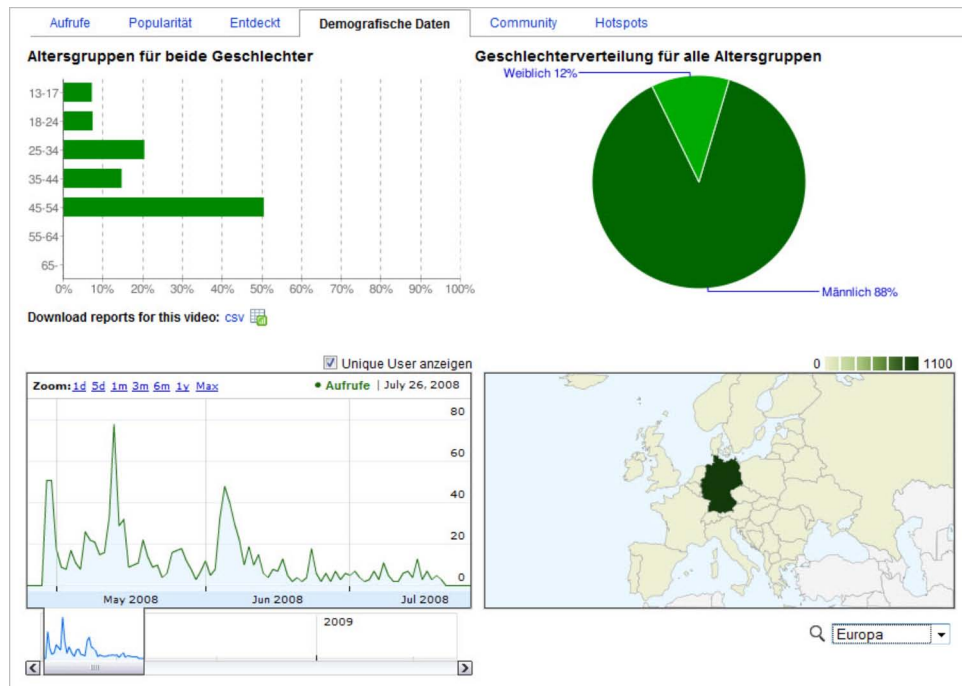 Aufrufe Popularität Entdeckt Demografische Daten Community Hotspots
Altersgruppen für beide Geschlechter
13-17
18-24
25-34
35-44
45-54
55-64
65-
0% 10% 20% 30% 40% 50% 60% 70% 80% 90% 100%
Download reports for this video: csv
Geschlechterverteilung für alle Altersgruppen
Weiblich 12%
Männlich 88%
Unique User anzeigen
Zoom: 1d 5d 1m 3m 6m 1y Max
Aufrufe | July 26, 2008
80
60
40
20
0
May 2008 Jun 2008 Jul 2008
2009
0 1100
Europa